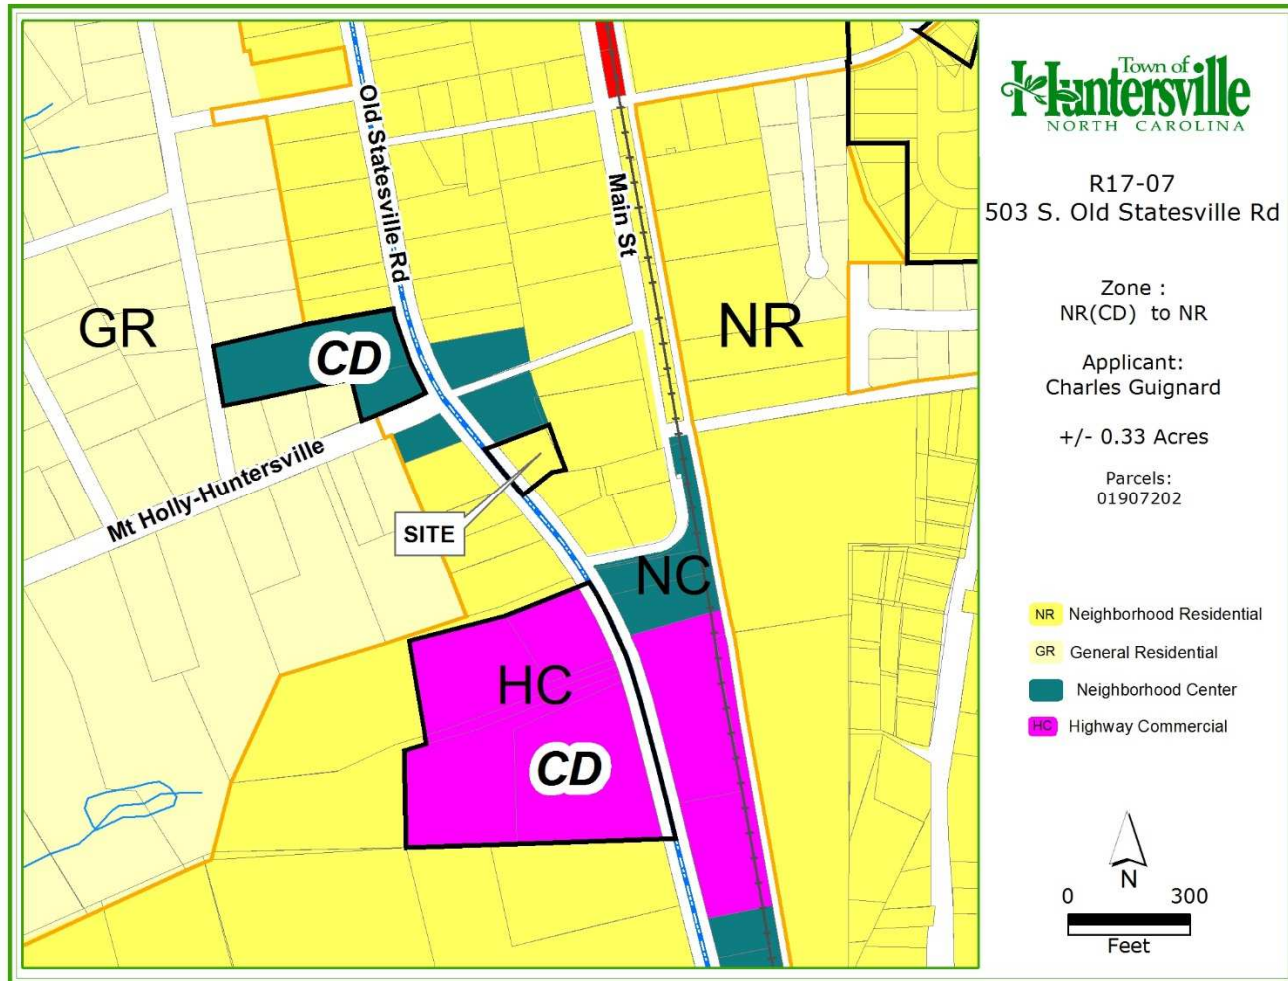 Town of
Huntersville
NORTH CAROLINA
R17-07
503 S. Old Statesville Rd
Zone :
NR(CD) to NR
Applicant:
Charles Guignard
+/- 0.33 Acres
Parcels:
01907202
NR Neighborhood Residential
GR General Residential
Neighborhood Center
HC Highway Commercial
N
0 300
Feet
Old Statesville Rd
Main St
GR
CD
NR
Mt Holly-Huntersville
SITE
NC
HC
CD